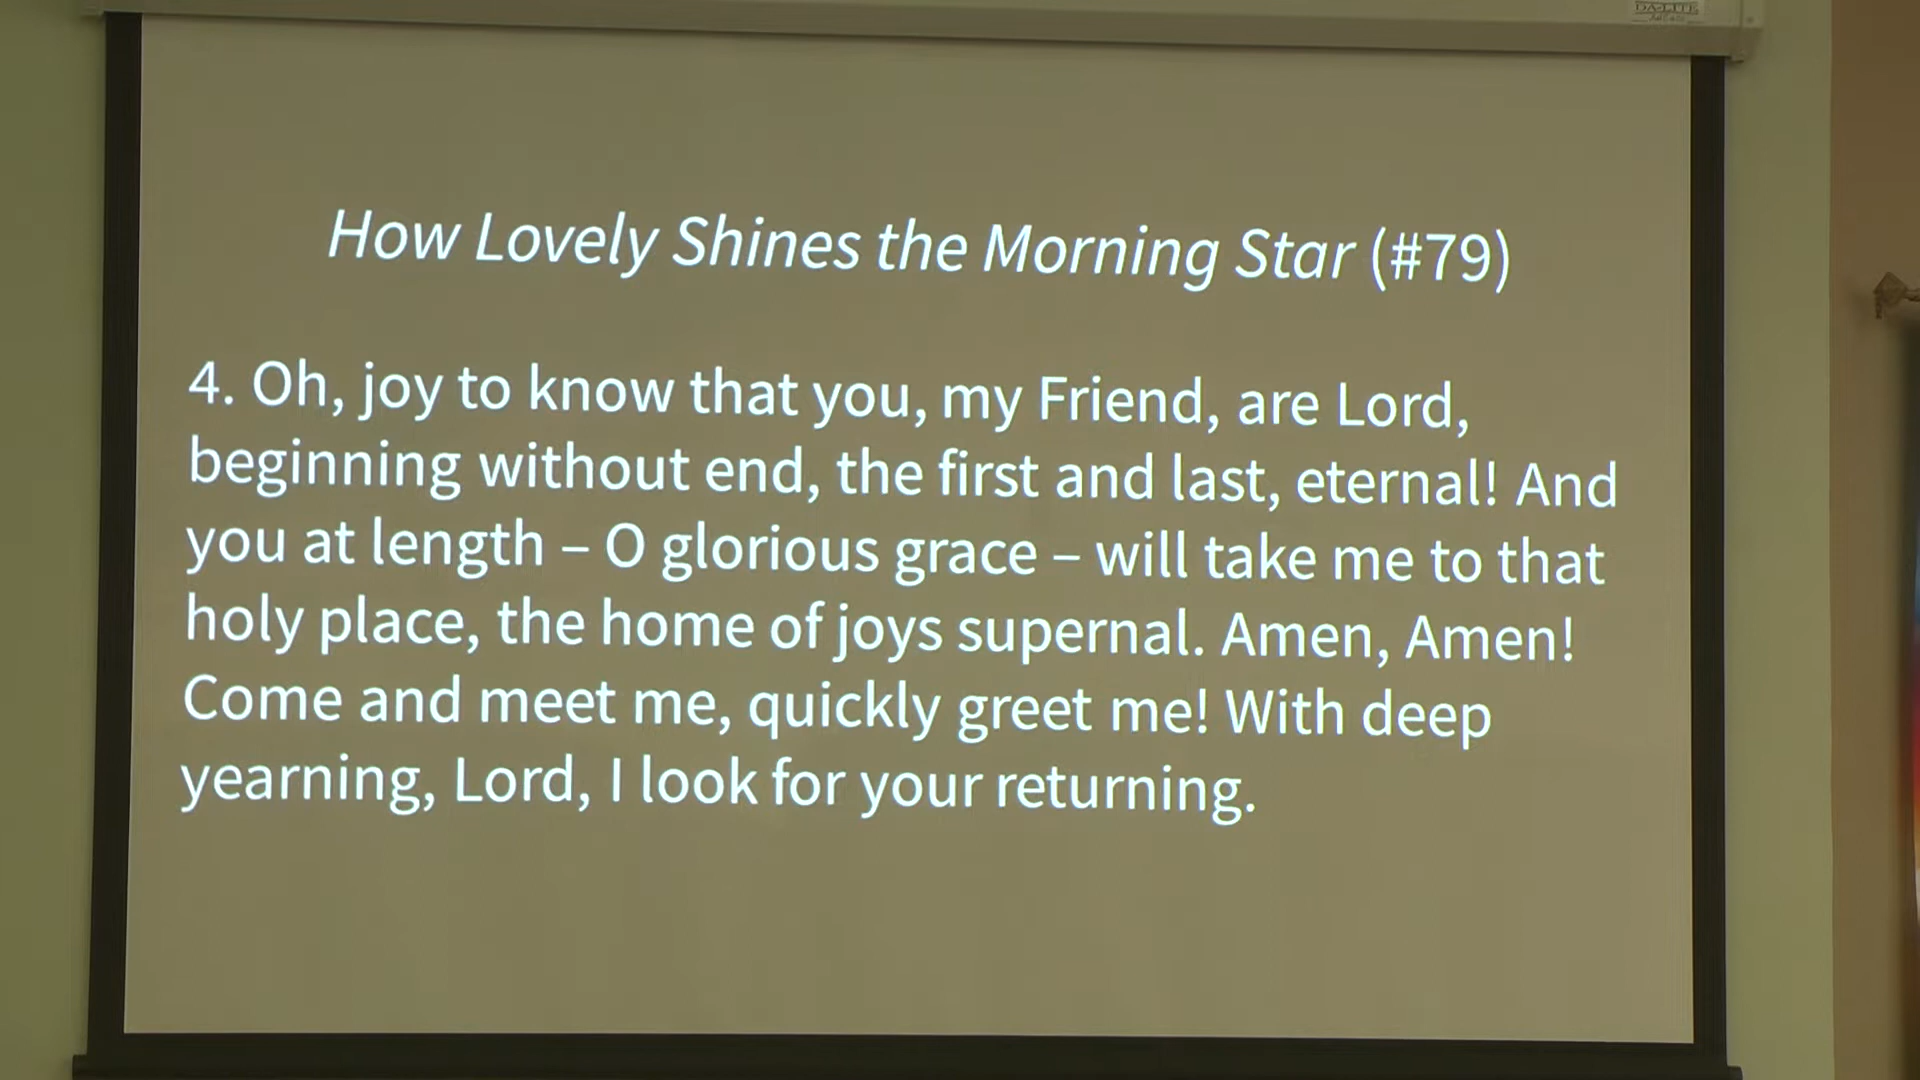 DA-LITE
How Lovely Shines the Morning Star (#79)
4. Oh, joy to know that you, my Friend, are Lord,
beginning without end, the first and last, eternal! And
you at length – O glorious grace – will take me to that
holy place, the home of joys supernal. Amen, Amen!
Come and meet me, quickly greet me! With deep
yearning, Lord, I look for your returning.